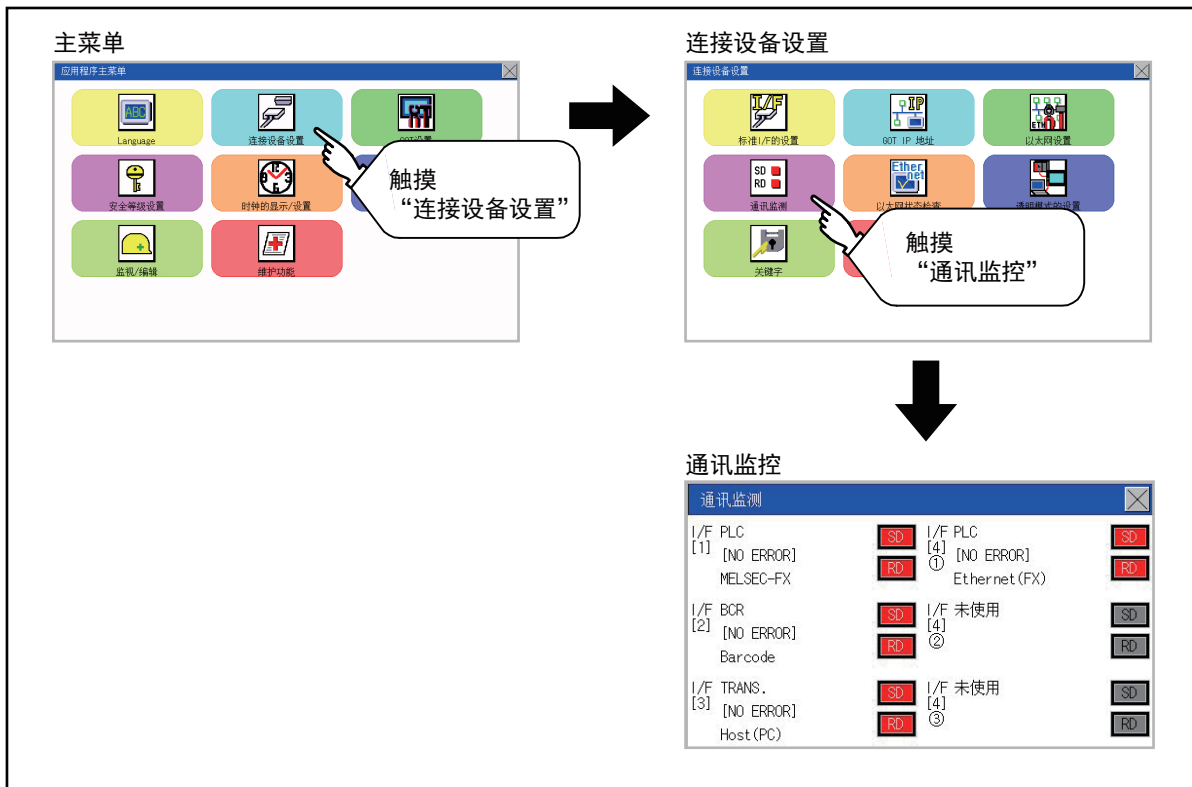 主菜单
应用程序主菜单
ABC
Language
连接设备设置
GOT设置
安全等级设置
时钟的显示/设置
监视/编辑
维护功能
触摸
“连接设备设置”
连接设备设置
连接设备设置
I/F
标准I/F的设置
IP
GOT IP 地址
ETH
以太网设置
SD
RD
通讯监测
Ethernet
以太网状态检查
透明模式的设置
关键字
触摸
“通讯监控”
通讯监控
通讯监测
I/F PLC
[1]
[NO ERROR]
MELSEC-FX
SD
RD
I/F PLC
[4]
①
[NO ERROR]
Ethernet(FX)
SD
RD
I/F BCR
[2]
[NO ERROR]
Barcode
SD
RD
I/F 未使用
[4]
②
SD
RD
I/F TRANS.
[3]
[NO ERROR]
Host(PC)
SD
RD
I/F 未使用
[4]
③
SD
RD